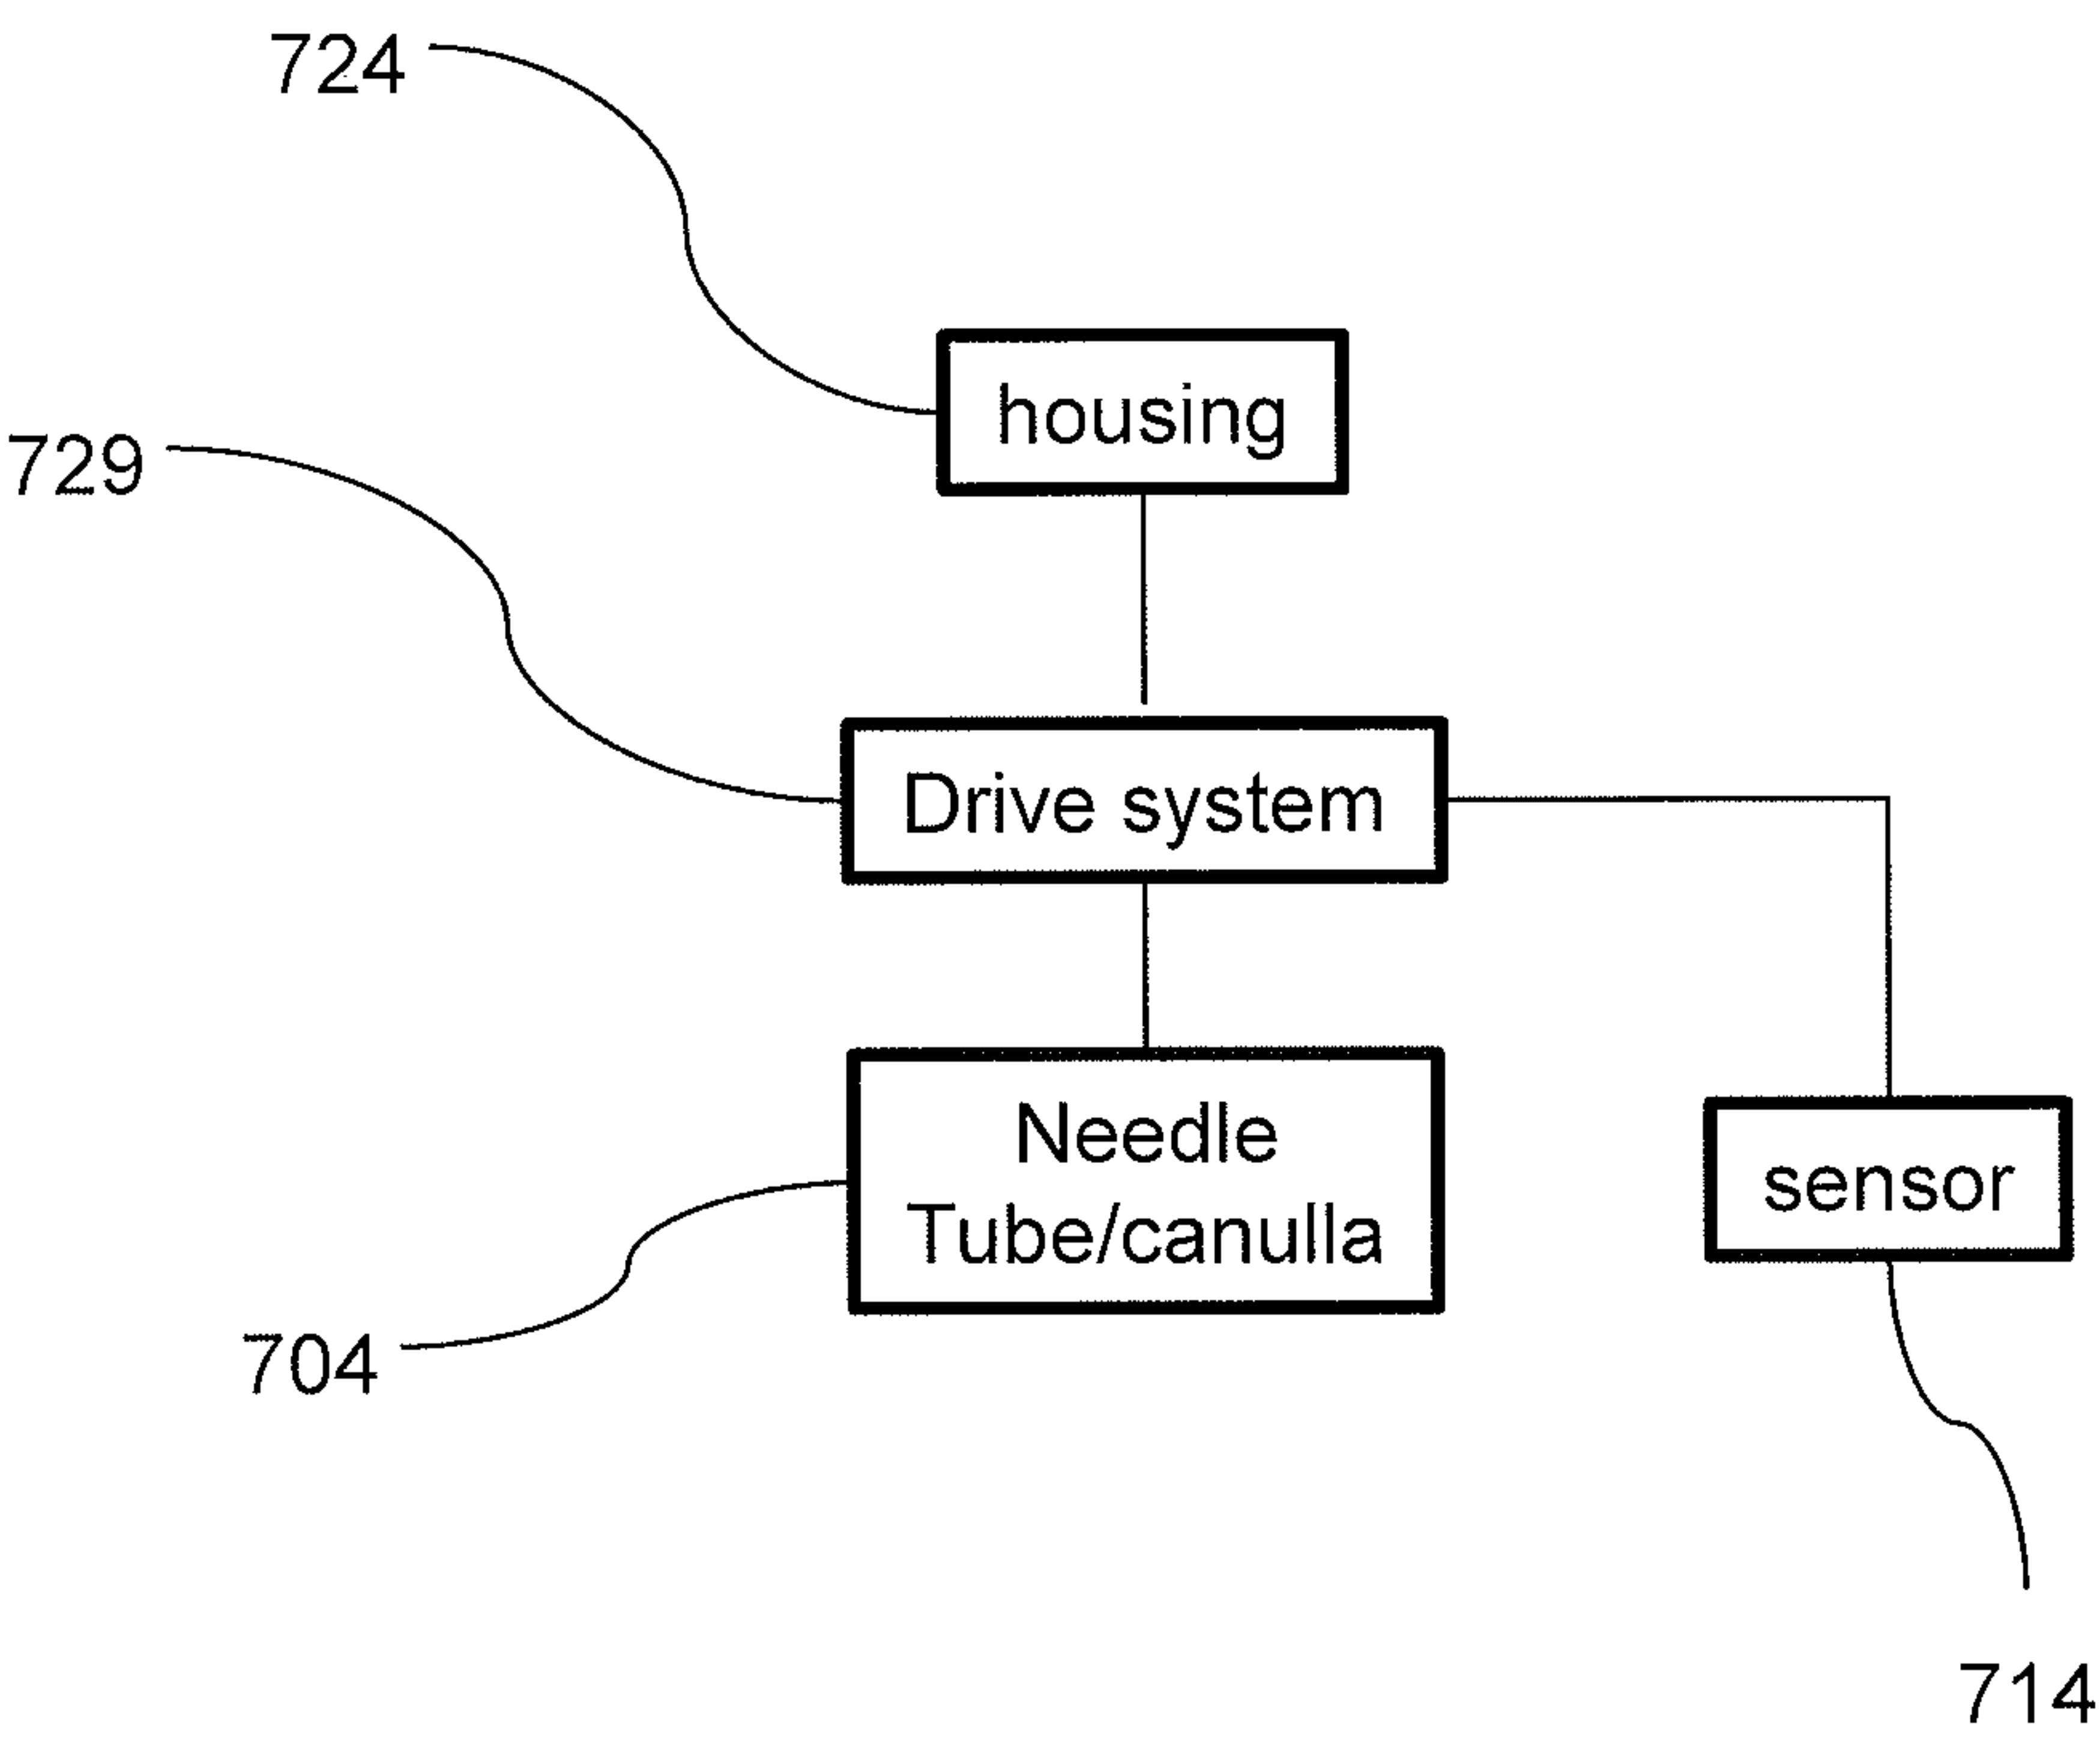 724
housing
729
Drive system
Needle
Tube/canulla
sensor
704
714